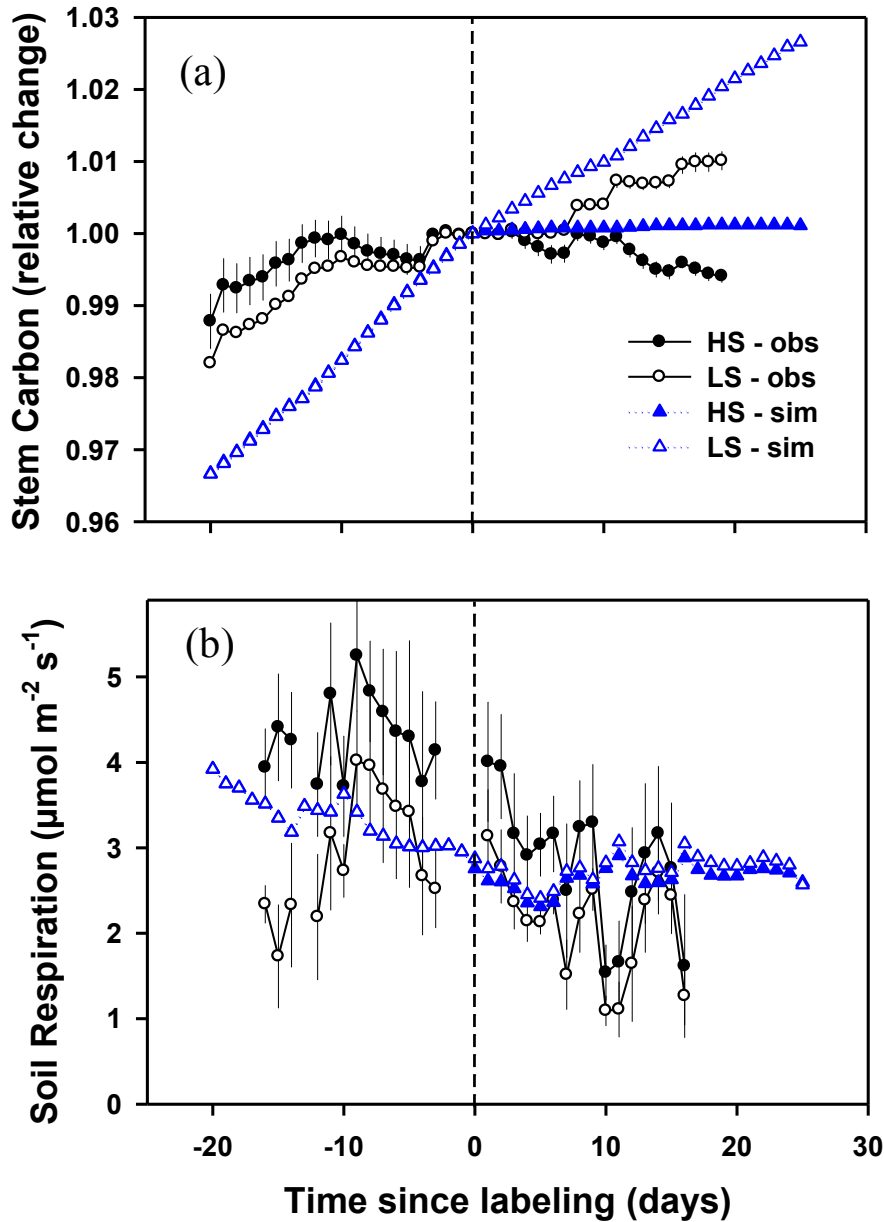 Stem Carbon (relative change)
1.03
1.02
1.01
1.00
0.99
0.98
0.97
0.96
(a)
HS - obs
LS - obs
HS - sim
LS - sim
Soil Respiration (µmol m⁻² s⁻¹)
5
4
3
2
1
0
(b)
-20 -10 0 10 20 30
Time since labeling (days)